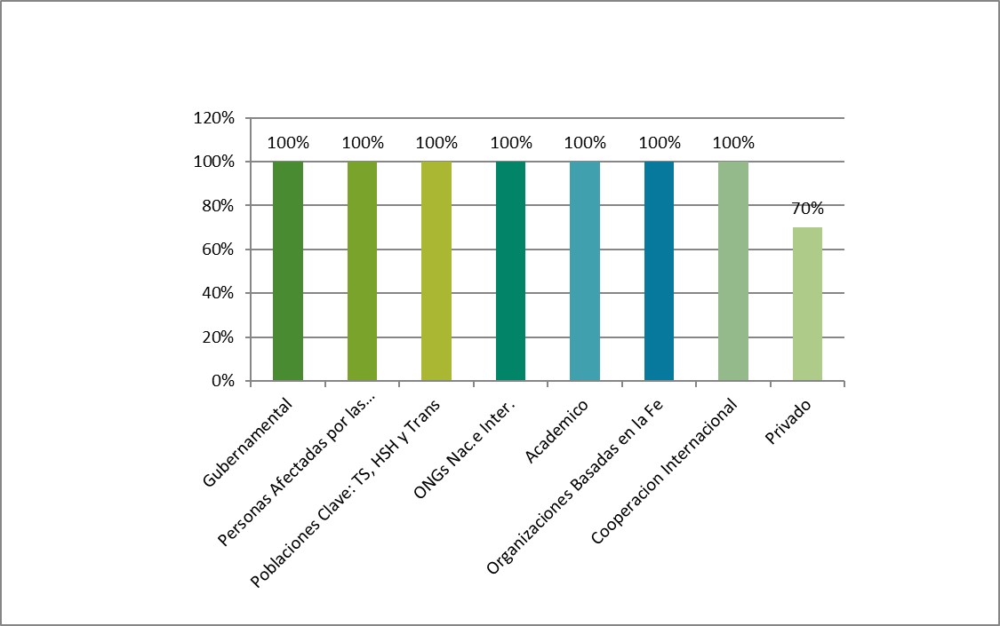 120%
100%
80%
60%
40%
20%
0%
100%
100%
100%
100%
100%
100%
100%
70%
Gubernamental
Personas Afectadas por las...
Poblaciones Clave: TS, HSH y Trans
ONGs Nac.e Inter.
Academico
Organizaciones Basadas en la Fe
Cooperacion Internacional
Privado